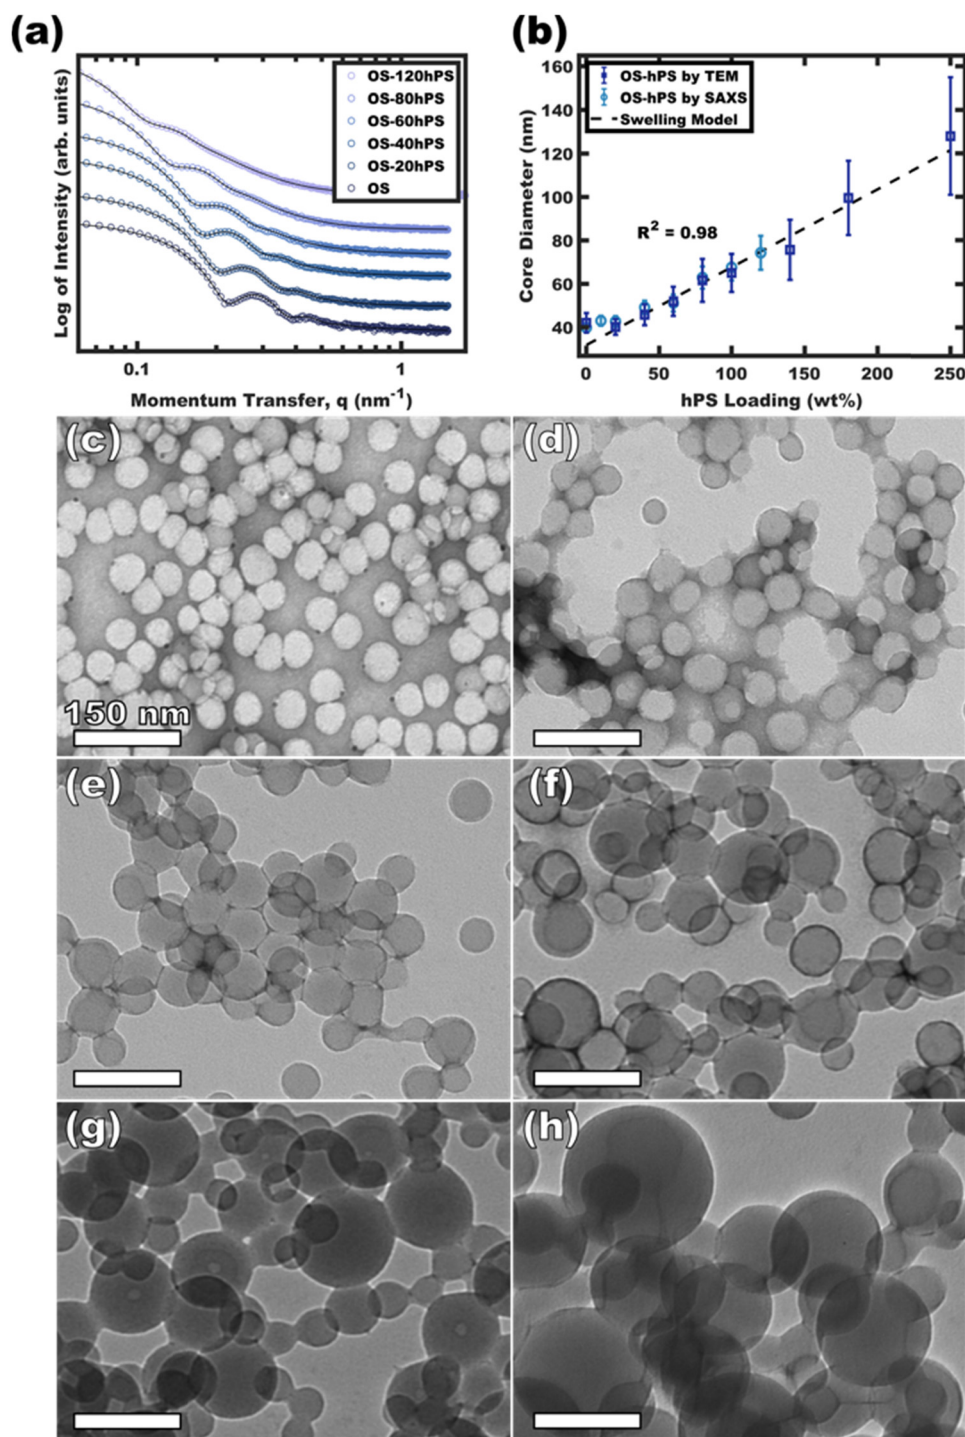 (a)
Log of Intensity (arb. units)
OS-120hPS
OS-80hPS
OS-60hPS
OS-40hPS
OS-20hPS
OS
0.1
1
Momentum Transfer, q (nm⁻¹)
(b)
Core Diameter (nm)
160
140
120
100
80
60
40
OS-hPS by TEM
OS-hPS by SAXS
Swelling Model
R² = 0.98
0
50
100
150
200
250
hPS Loading (wt%)
(c)
150 nm
(d)
(e)
(f)
(g)
(h)